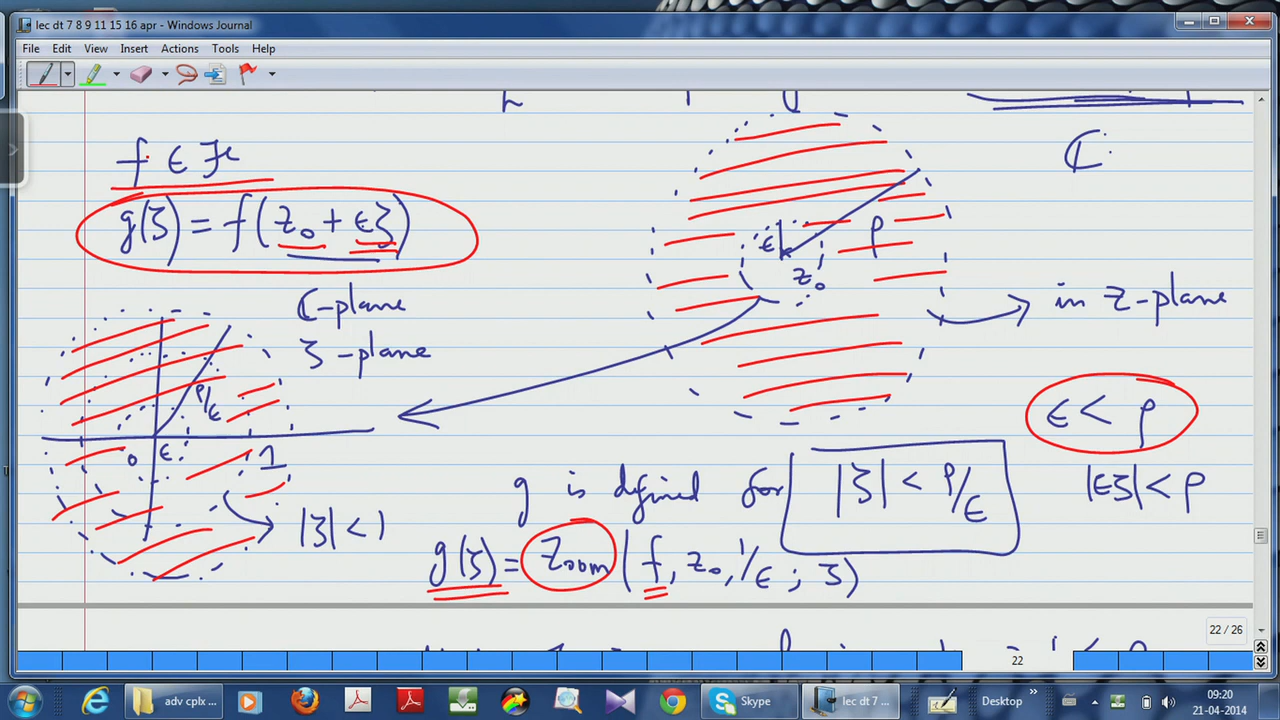 lec dt 7 8 9 11 15 16 apr - Windows Journal
File Edit View Insert Actions Tools Help
f ∈ ℱ
ℂ
g(ζ) = f(z₀ + εζ)
ε
ρ
z₀
ℂ-plane
ζ-plane
in z-plane
ρ/ε
ε < ρ
0 ε 1
g is defined for |ζ| < ρ/ε
|εζ| < ρ
|ζ| < 1
g(ζ) = Zoom (f, z₀, 1/ε ; ζ)
22 / 26
22
adv cplx ...
Skype
lec dt 7 ...
Desktop
09:20
21-04-2014